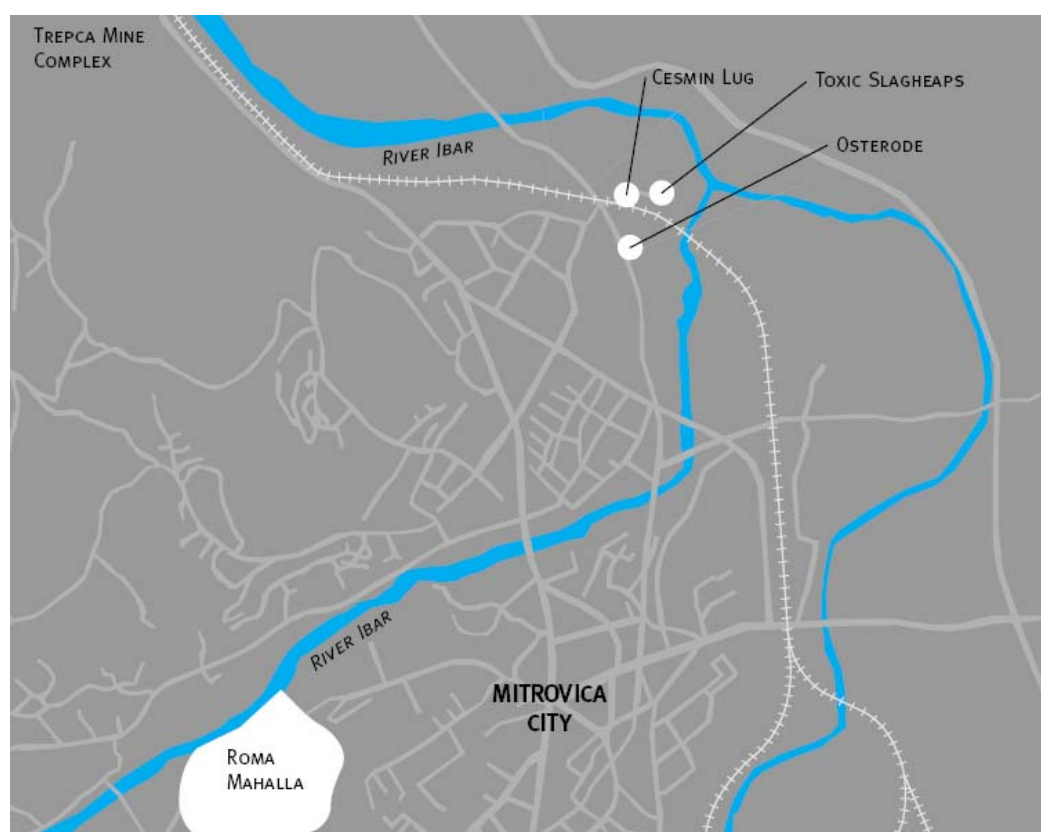 TREPCA MINE
COMPLEX
CESMIN LUG
TOXIC SLAGHEAPS
OSTERODE
RIVER IBAR
RIVER IBAR
MITROVICA
CITY
ROMA
MAHALLA